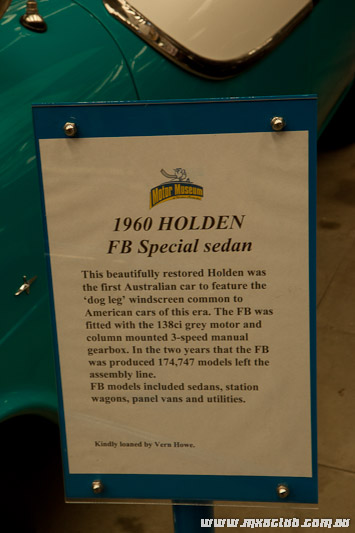 Motor Museum
1960 HOLDEN
FB Special sedan
This beautifully restored Holden was
the first Australian car to feature the
‘dog leg’ windscreen common to
American cars of this era. The FB was
fitted with the 138ci grey motor and
column mounted 3-speed manual
gearbox. In the two years that the FB
was produced 174,747 models left the
assembly line.
FB models included sedans, station
wagons, panel vans and utilities.
Kindly loaned by Vern Howe.
www.mx5club.com.au